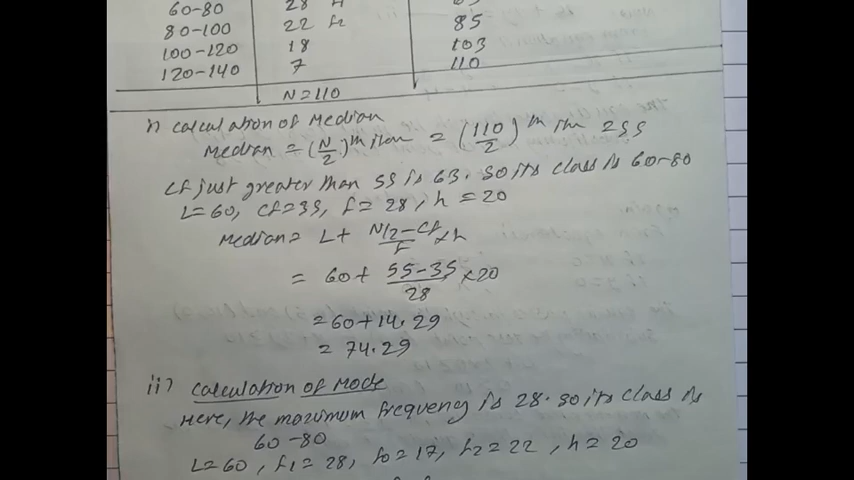 60-80 28 f1 63
80-100 22 f2 85
100-120 18 103
120-140 7 110
N=110
i) calculation of Median
Median = (N/2)th item = (110/2)th item = 55
Cf just greater than 55 is 63. So its class is 60-80
L=60, Cf=35, f=28, h=20
Median = L + N/2-Cf/f × h
= 60 + 55-35/28 × 20
= 60 + 14.29
= 74.29
ii) Calculation of Mode
Here, the maximum frequency is 28. So its class is
60-80
L=60, f1=28, f0=17, f2=22, h=20